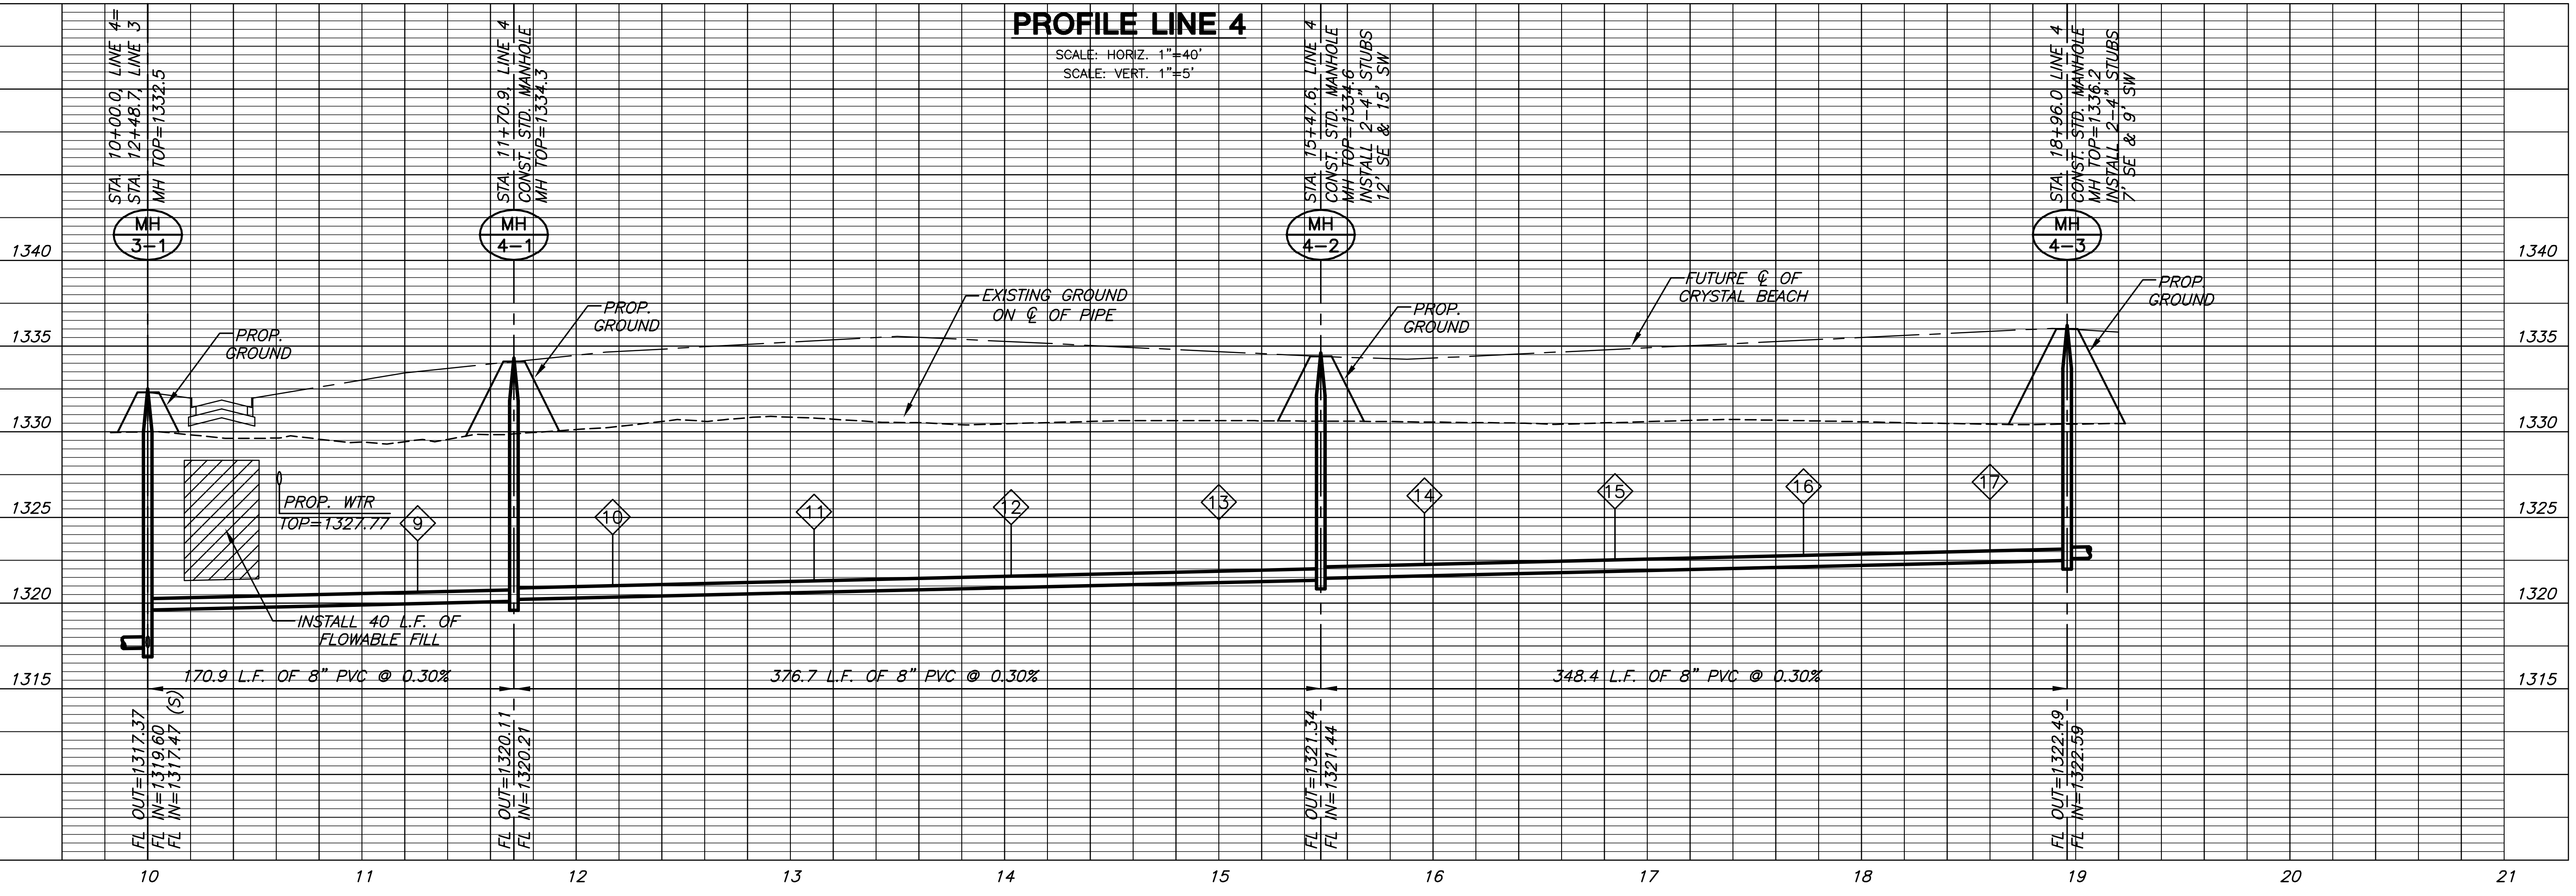 PROFILE LINE 4
SCALE: HORIZ. 1"=40'
SCALE: VERT. 1"=5'
STA. 10+00.0, LINE 4=
STA. 12+48.7, LINE 3
MH TOP=1332.5
STA. 11+70.9, LINE 4
CONST. STD. MANHOLE
MH TOP=1334.3
STA. 15+47.6, LINE 4
CONST. STD. MANHOLE
MH TOP=1334.6
INSTALL 2-4" STUBS
12' SE & 15' SW
STA. 18+96.0 LINE 4
CONST. STD. MANHOLE
MH TOP=1336.2
INSTALL 2-4" STUBS
7' SE & 9' SW
MH
3-1
MH
4-1
MH
4-2
MH
4-3
1340
1340
PROP.
GROUND
PROP.
GROUND
EXISTING GROUND
ON ℄ OF PIPE
PROP.
GROUND
FUTURE ℄ OF
CRYSTAL BEACH
PROP.
GROUND
1335
1335
1330
1330
PROP. WTR
TOP=1327.77
1325
1325
9
10
11
12
13
14
15
16
17
1320
1320
INSTALL 40 L.F. OF
FLOWABLE FILL
1315
170.9 L.F. OF 8" PVC @ 0.30%
376.7 L.F. OF 8" PVC @ 0.30%
348.4 L.F. OF 8" PVC @ 0.30%
1315
FL OUT=1317.37
FL IN=1319.60
FL IN=1317.47 (S)
FL OUT=1320.11
FL IN=1320.21
FL OUT=1321.34
FL IN=1321.44
FL OUT=1322.49
FL IN=1322.59
10 11 12 13 14 15 16 17 18 19 20 21